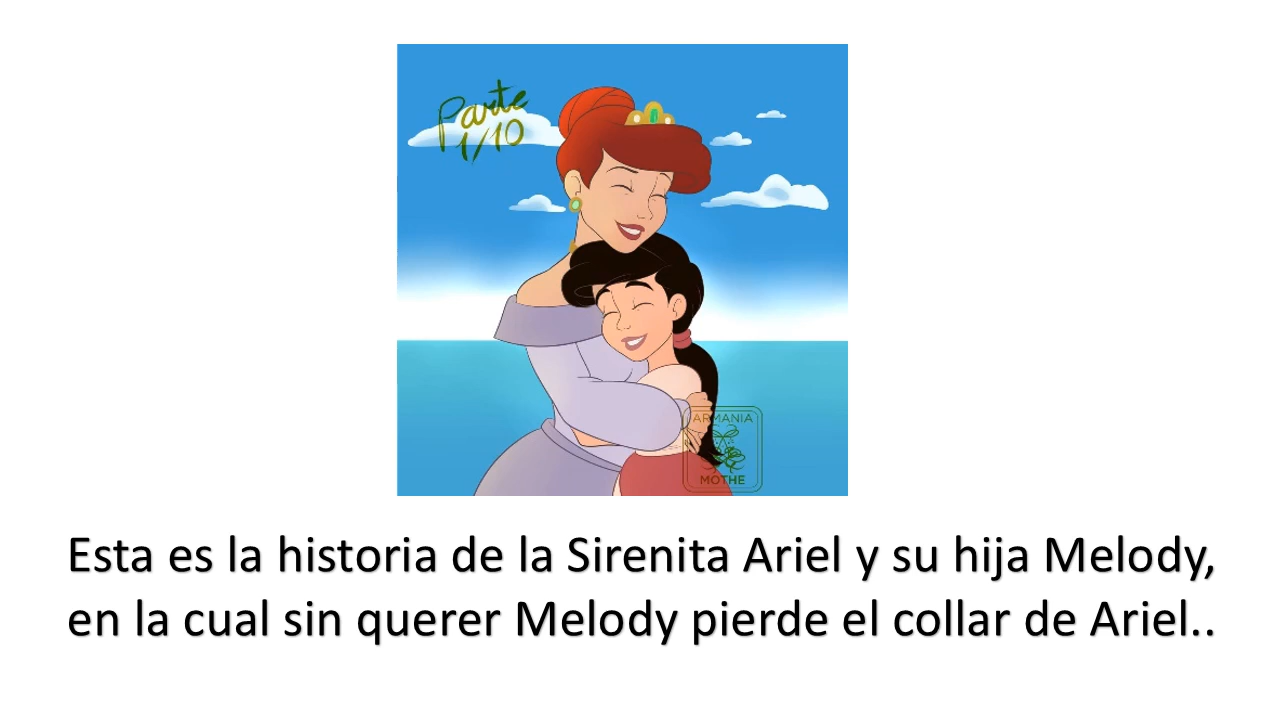 Parte
1/10
ARMANIA
MOTHE
Esta es la historia de la Sirenita Ariel y su hija Melody,
en la cual sin querer Melody pierde el collar de Ariel..